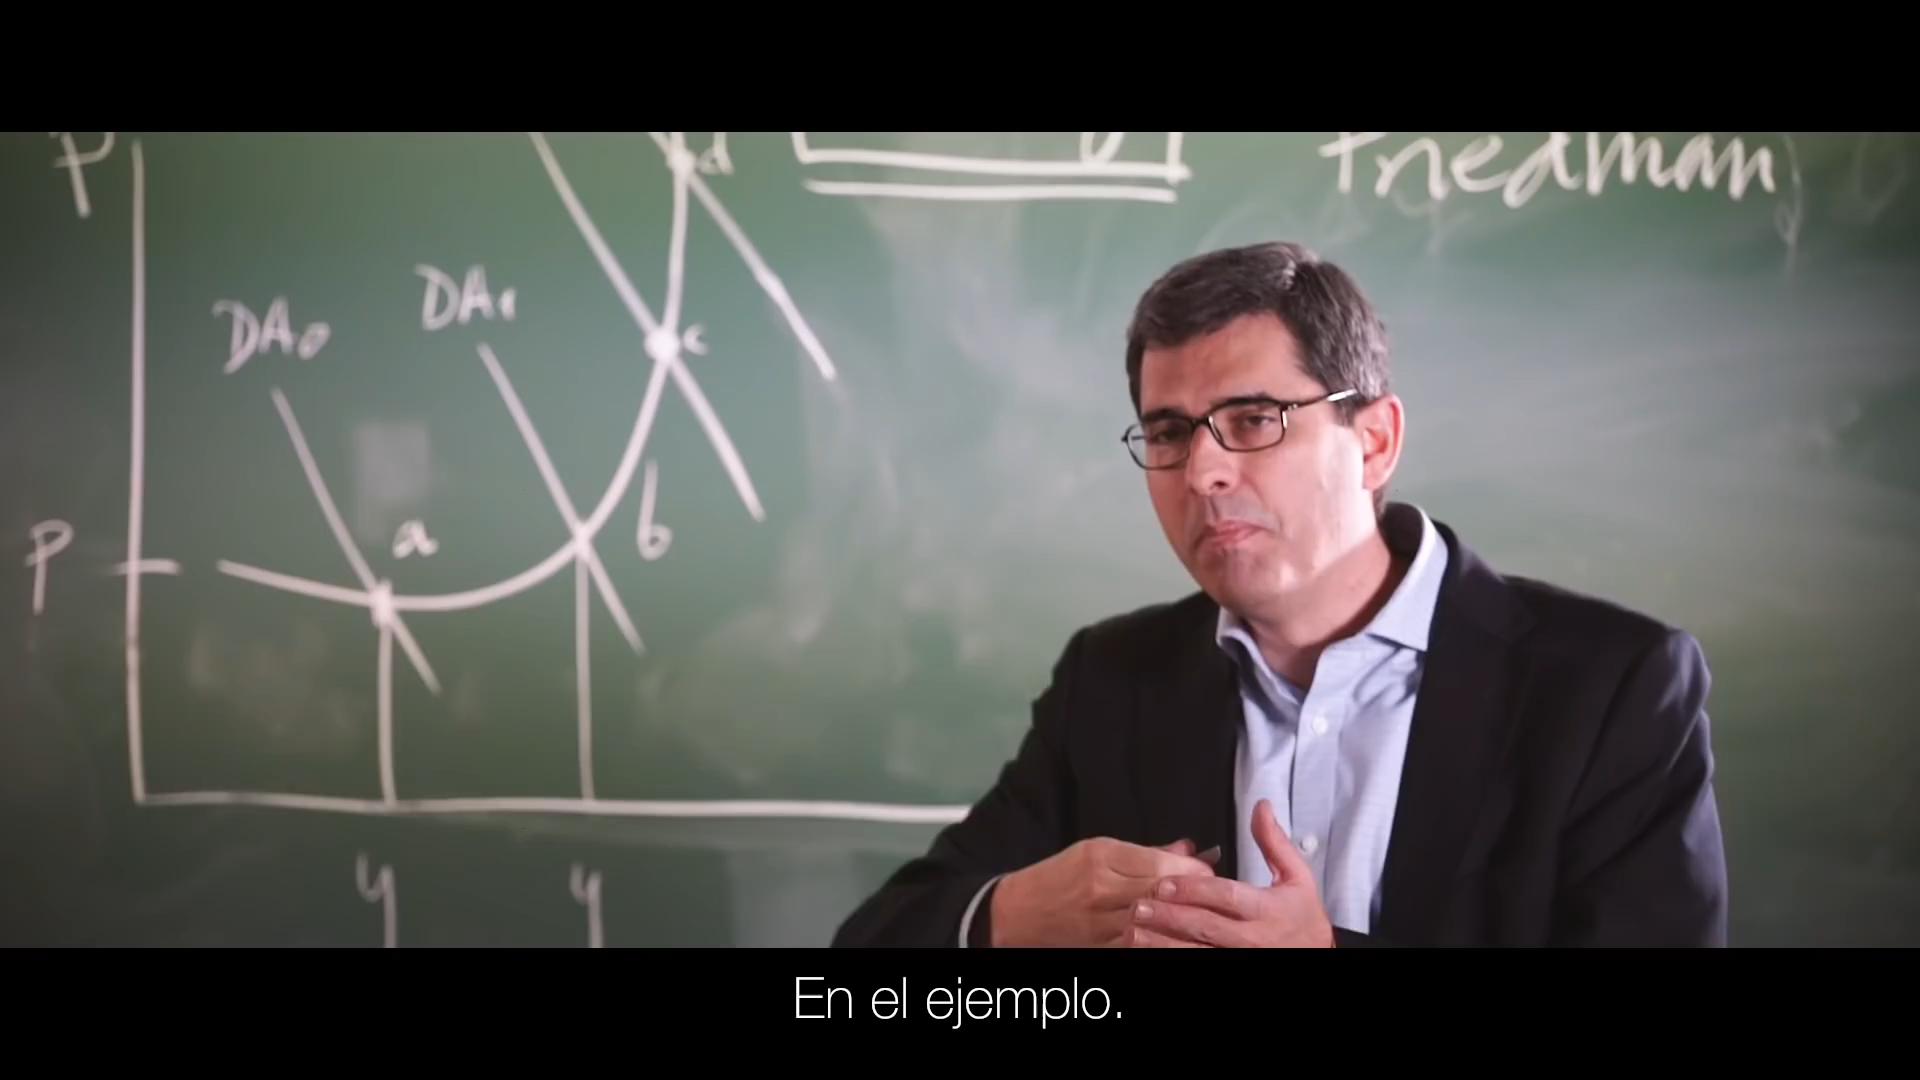 P
d
Friedman
DA₀
DA₁
c
a
b
P
y
y
En el ejemplo.